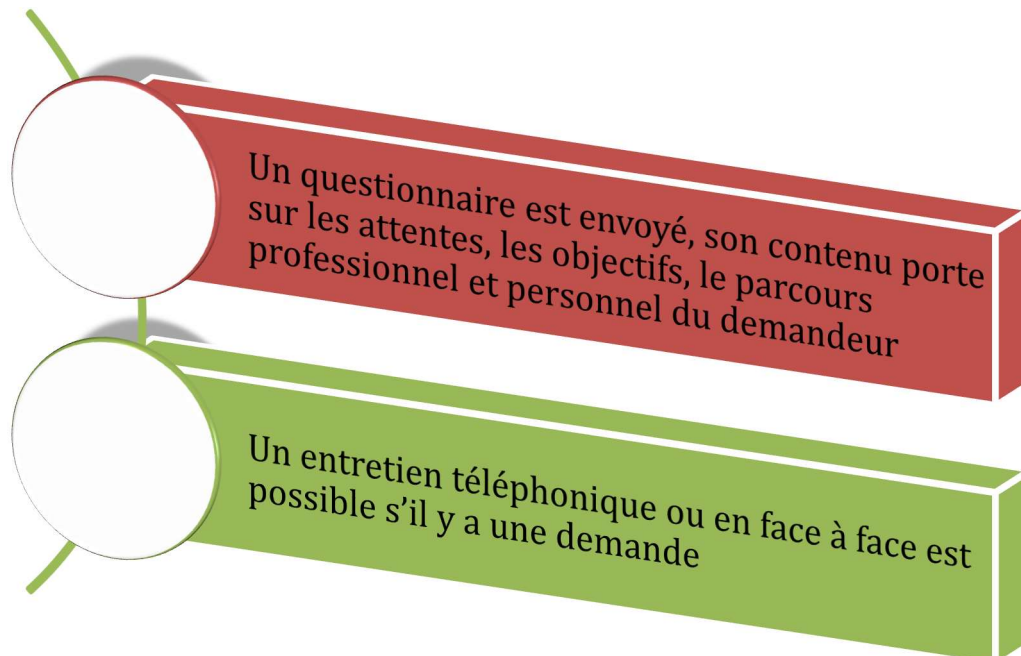 Un questionnaire est envoyé, son contenu porte
sur les attentes, les objectifs, le parcours
professionnel et personnel du demandeur
Un entretien téléphonique ou en face à face est
possible s’il y a une demande